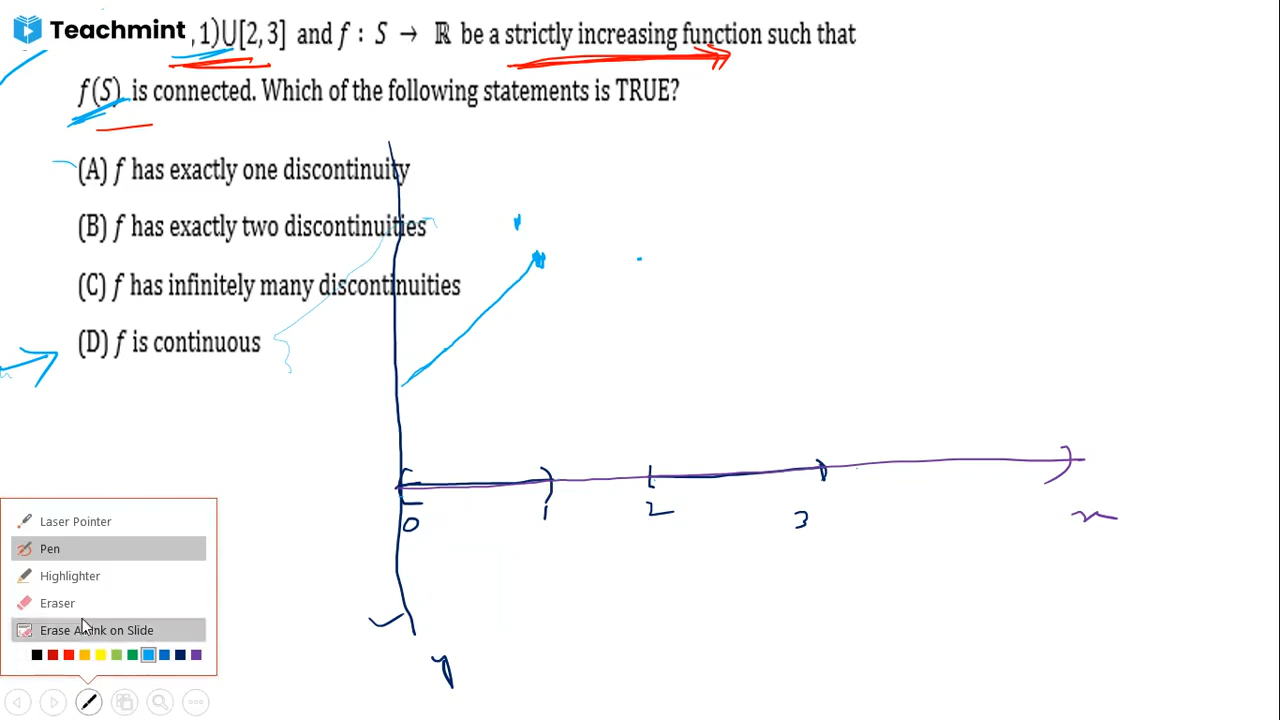 Teachmint
,1)⋃[2,3] and f : S → ℝ be a strictly increasing function such that
f(S) is connected. Which of the following statements is TRUE?
(A) f has exactly one discontinuity
(B) f has exactly two discontinuities
(C) f has infinitely many discontinuities
(D) f is continuous
0 1 2 3 x
y
Laser Pointer
Pen
Highlighter
Eraser
Erase All Ink on Slide